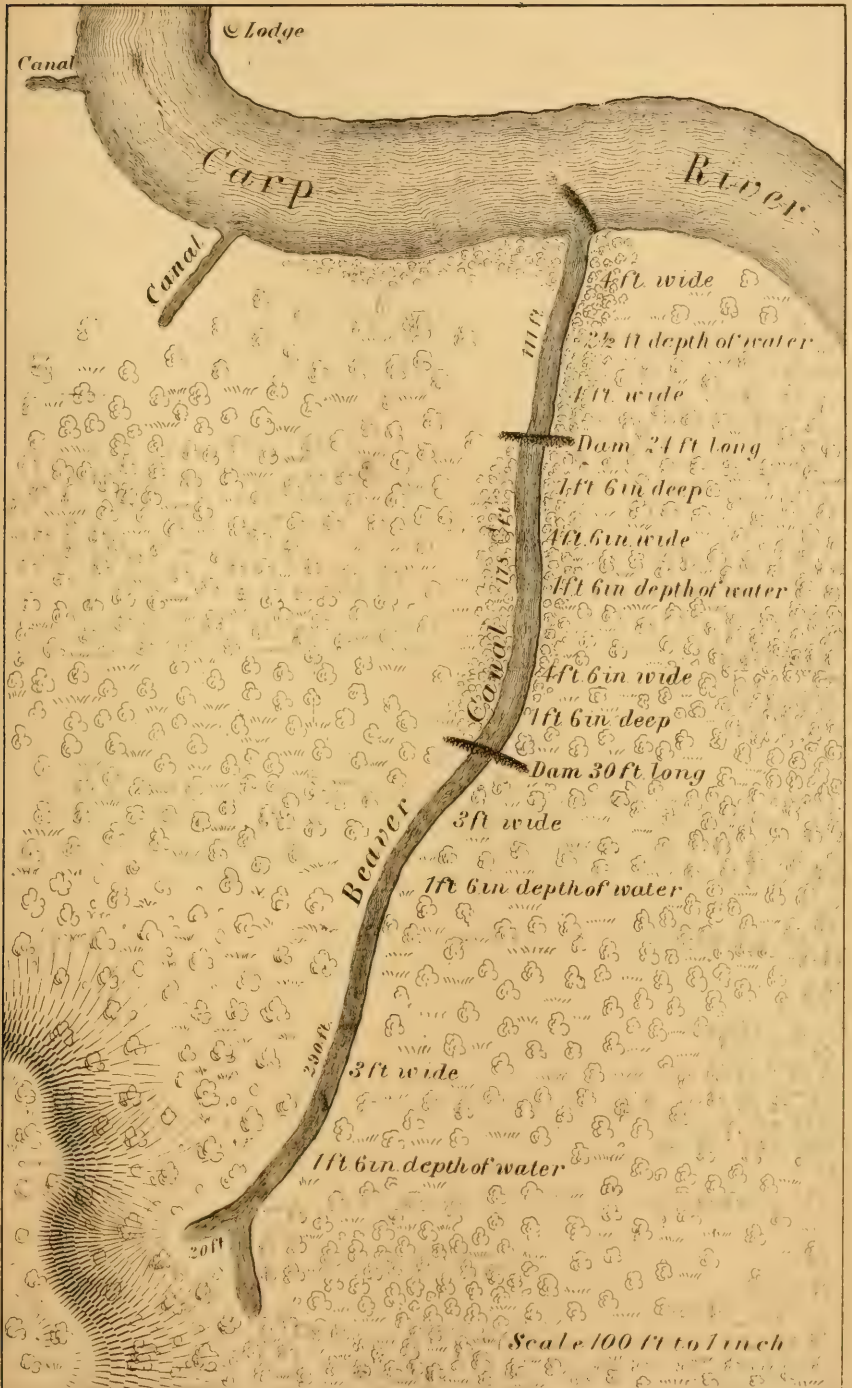 Lodge
Canal
Carp River
Canal
4 ft. wide
111 ft
2½ ft depth of water
4 ft. wide
Dam 24 ft long
1 ft 6 in deep
4 ft. 6 in wide
178 ft
1 ft 6 in depth of water
4 ft. 6 in wide
1 ft 6 in deep
Dam 30 ft long
Beaver Canal
3 ft wide
1 ft 6 in depth of water
290 ft.
3 ft wide
1 ft 6 in. depth of water
20 ft
Scale 100 ft to 1 inch